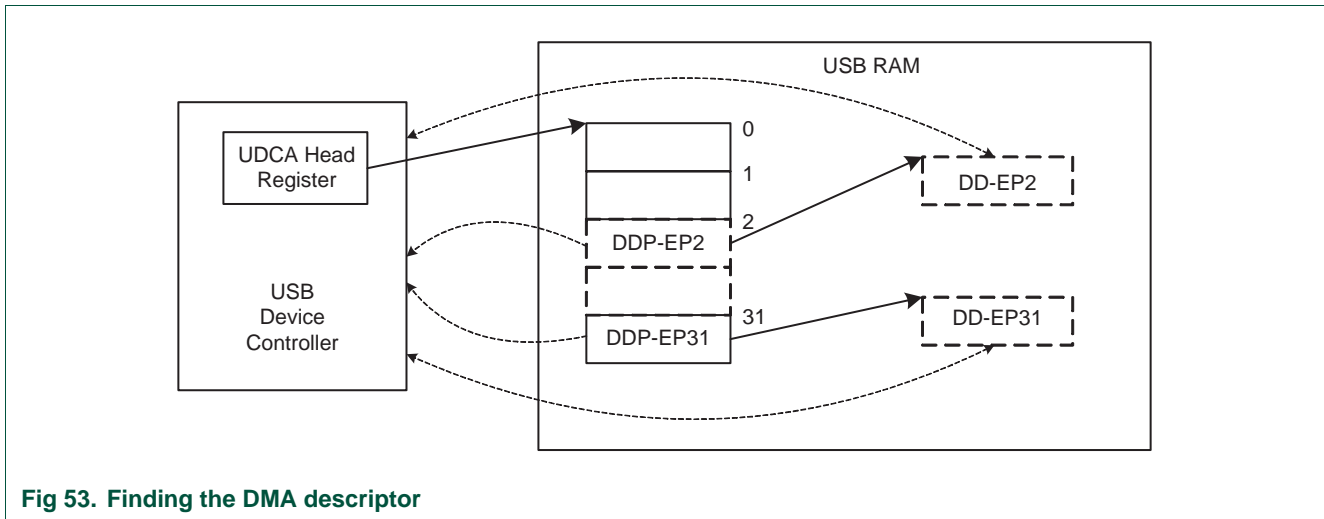 USB RAM
UDCA Head
Register
0
1
2
31
DDP-EP2
DDP-EP31
DD-EP2
DD-EP31
USB
Device
Controller
Fig 53. Finding the DMA descriptor